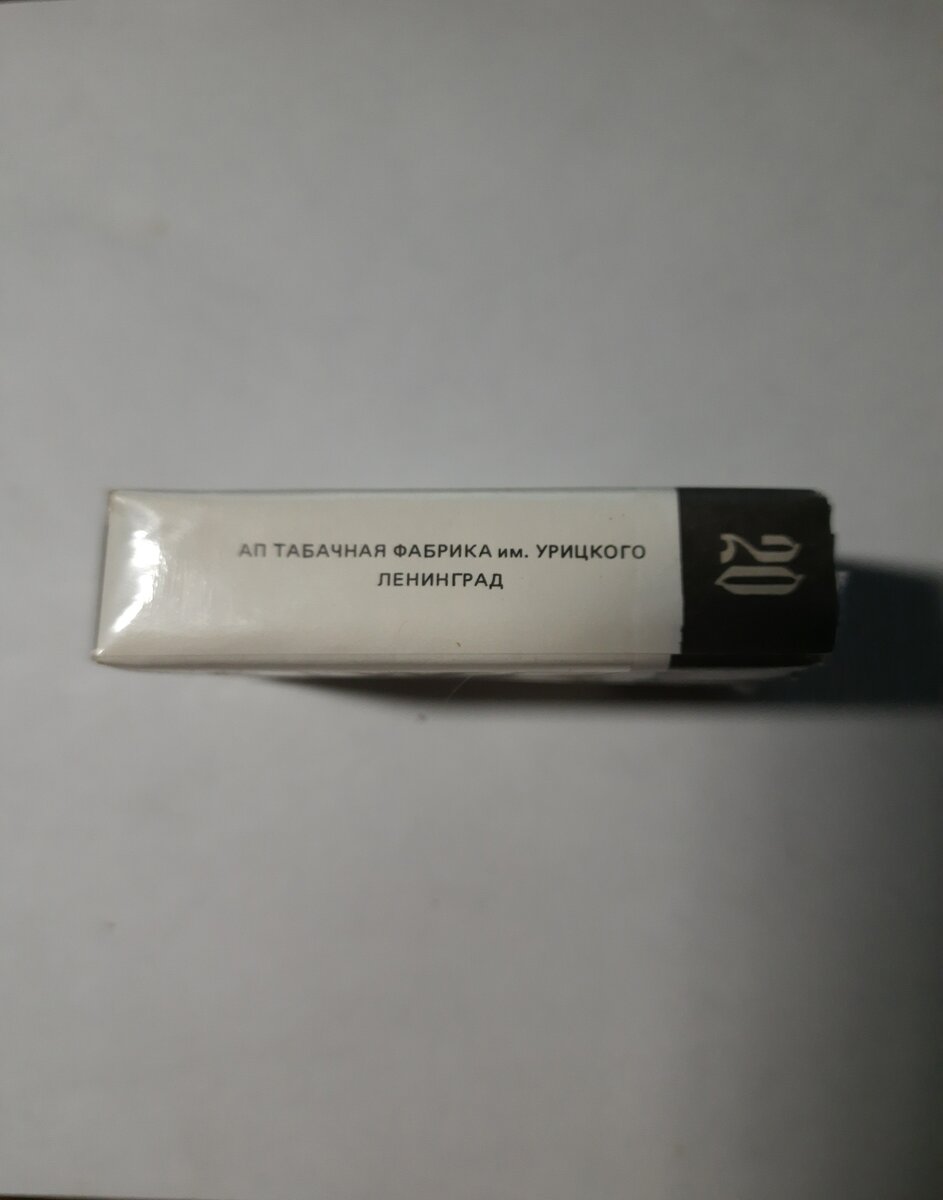 АП ТАБАЧНАЯ ФАБРИКА им. УРИЦКОГО
ЛЕНИНГРАД
20